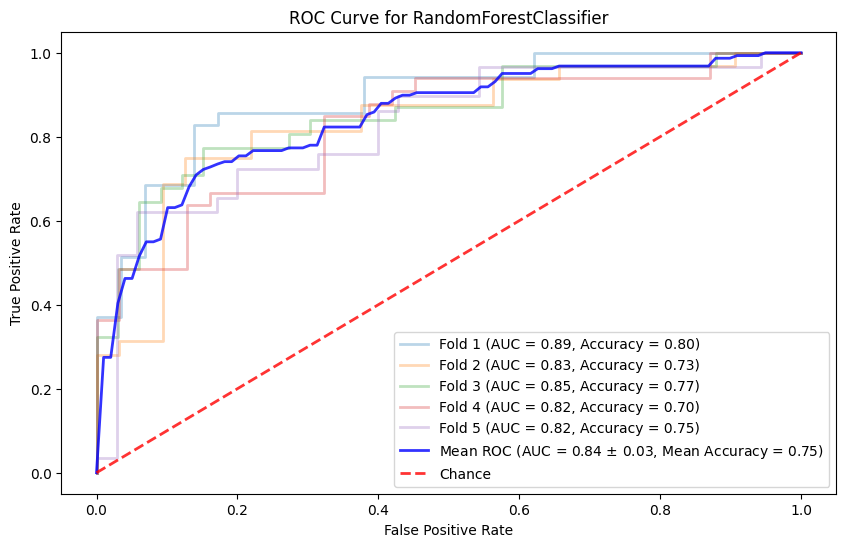 ROC Curve for RandomForestClassifier
True Positive Rate
1.0
0.8
0.6
0.4
0.2
0.0
Fold 1 (AUC = 0.89, Accuracy = 0.80)
Fold 2 (AUC = 0.83, Accuracy = 0.73)
Fold 3 (AUC = 0.85, Accuracy = 0.77)
Fold 4 (AUC = 0.82, Accuracy = 0.70)
Fold 5 (AUC = 0.82, Accuracy = 0.75)
Mean ROC (AUC = 0.84 ± 0.03, Mean Accuracy = 0.75)
Chance
0.0 0.2 0.4 0.6 0.8 1.0
False Positive Rate